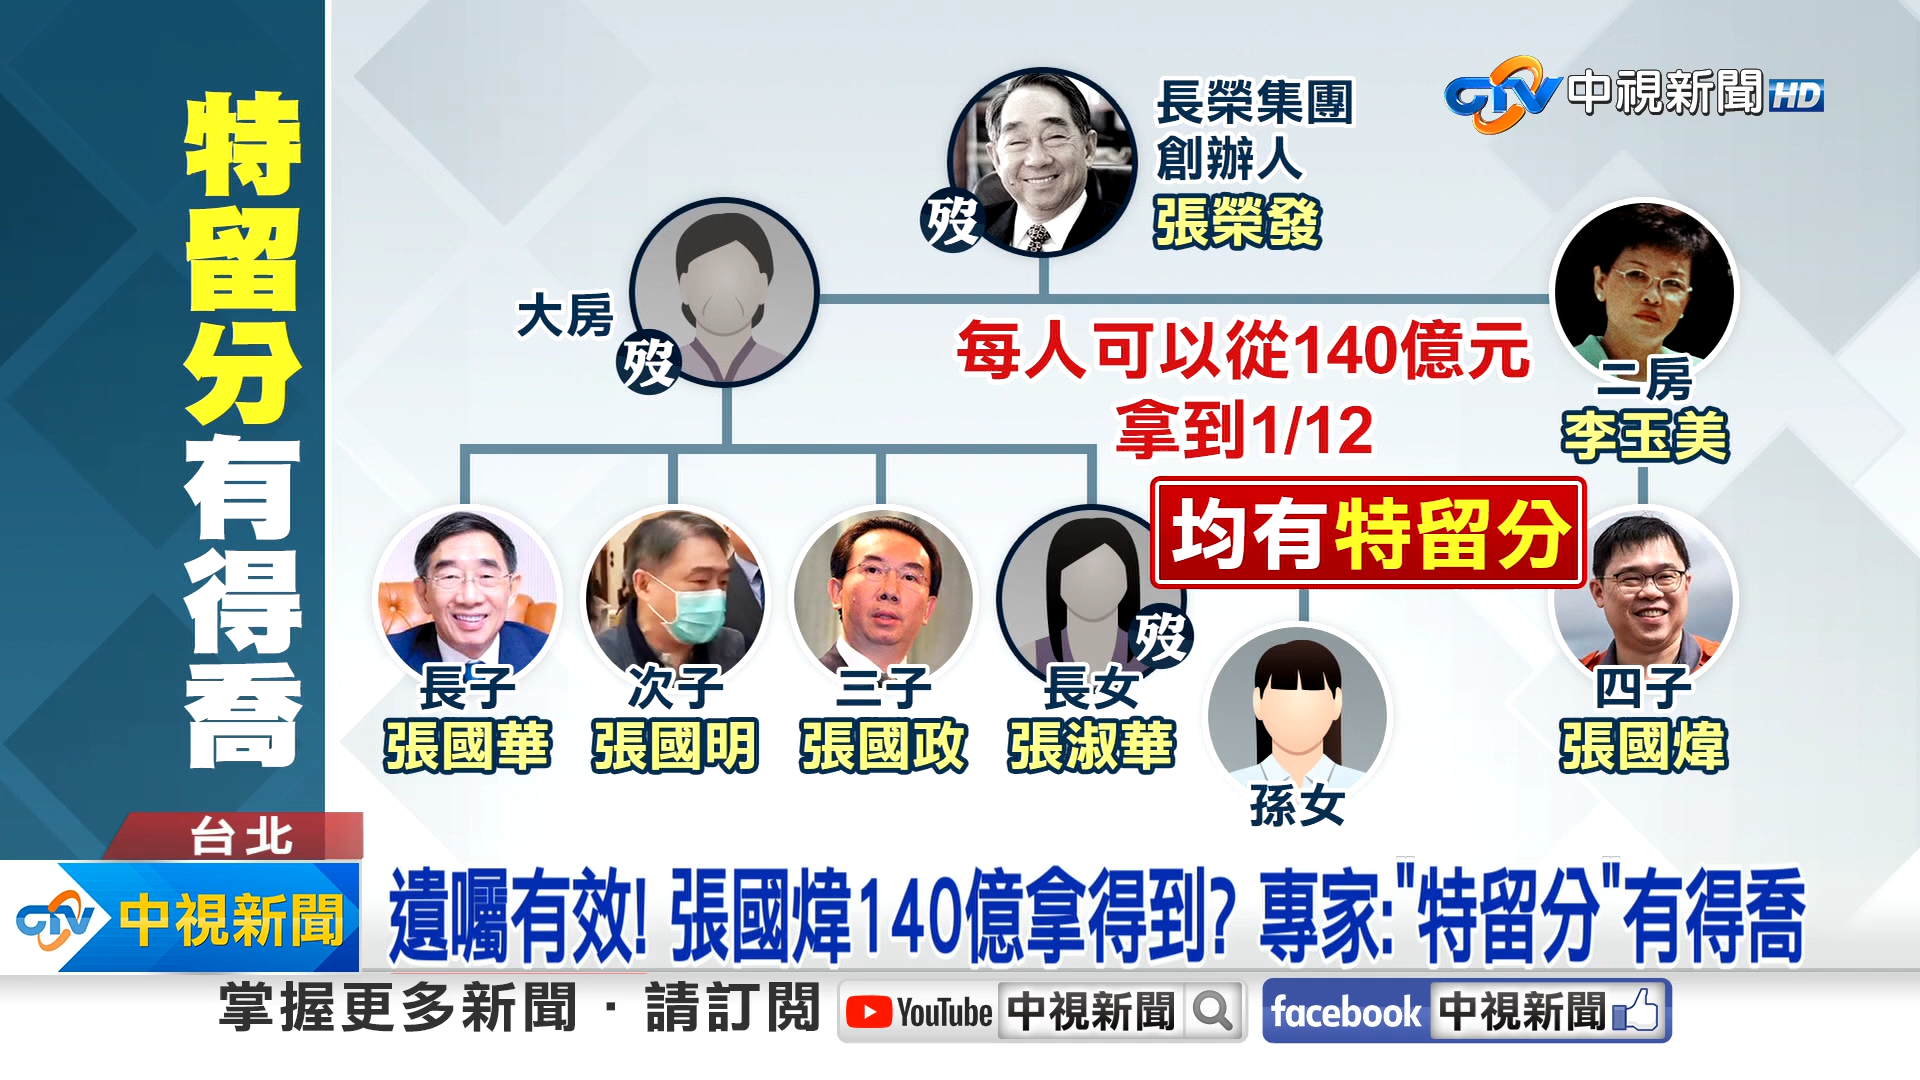 特留分有得喬
長榮集團
創辦人
張榮發
歿
CTV中視新聞HD
大房
歿
每人可以從140億元
拿到1/12
均有特留分
二房
李玉美
長子
張國華
次子
張國明
三子
張國政
歿
長女
張淑華
孫女
四子
張國煒
台北
CTV 中視新聞
遺囑有效! 張國煒140億拿得到? 專家:"特留分"有得喬
掌握更多新聞·請訂閱 YouTube 中視新聞 facebook 中視新聞